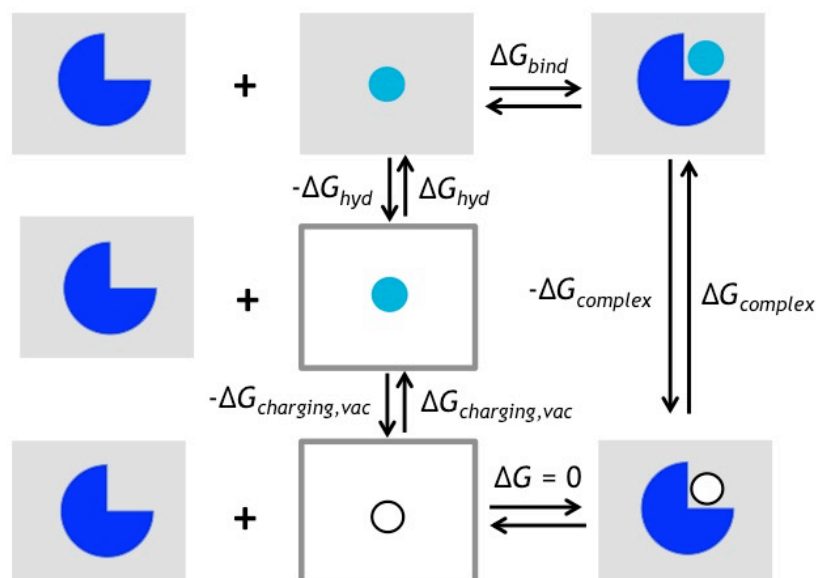 +
ΔG_bind
-ΔG_hyd ΔG_hyd
+
-ΔG_complex ΔG_complex
-ΔG_charging,vac ΔG_charging,vac
+
ΔG = 0